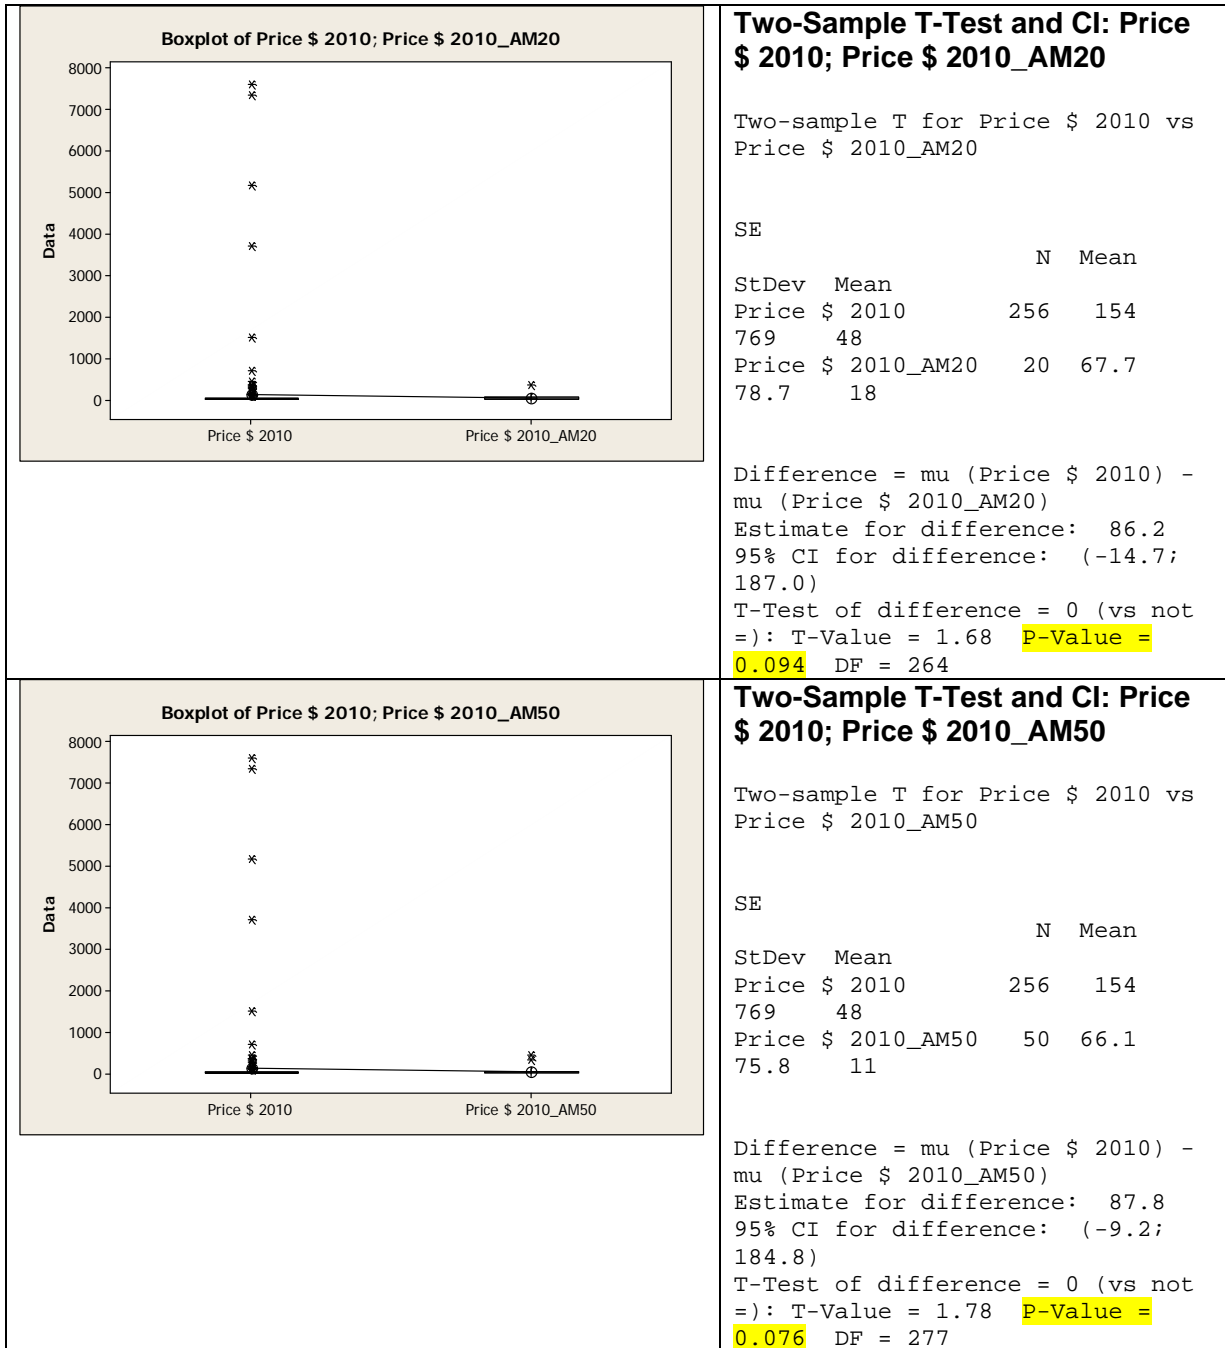 Boxplot of Price $ 2010; Price $ 2010_AM20
8000
7000
6000
5000
4000
3000
2000
1000
0
Data
Price $ 2010
Price $ 2010_AM20
Two-Sample T-Test and CI: Price
$ 2010; Price $ 2010_AM20
Two-sample T for Price $ 2010 vs
Price $ 2010_AM20
SE
N Mean
StDev Mean
Price $ 2010 256 154
769 48
Price $ 2010_AM20 20 67.7
78.7 18
Difference = mu (Price $ 2010) -
mu (Price $ 2010_AM20)
Estimate for difference: 86.2
95% CI for difference: (-14.7;
187.0)
T-Test of difference = 0 (vs not
=): T-Value = 1.68 P-Value =
0.094 DF = 264
Boxplot of Price $ 2010; Price $ 2010_AM50
8000
7000
6000
5000
4000
3000
2000
1000
0
Data
Price $ 2010
Price $ 2010_AM50
Two-Sample T-Test and CI: Price
$ 2010; Price $ 2010_AM50
Two-sample T for Price $ 2010 vs
Price $ 2010_AM50
SE
N Mean
StDev Mean
Price $ 2010 256 154
769 48
Price $ 2010_AM50 50 66.1
75.8 11
Difference = mu (Price $ 2010) -
mu (Price $ 2010_AM50)
Estimate for difference: 87.8
95% CI for difference: (-9.2;
184.8)
T-Test of difference = 0 (vs not
=): T-Value = 1.78 P-Value =
0.076 DF = 277